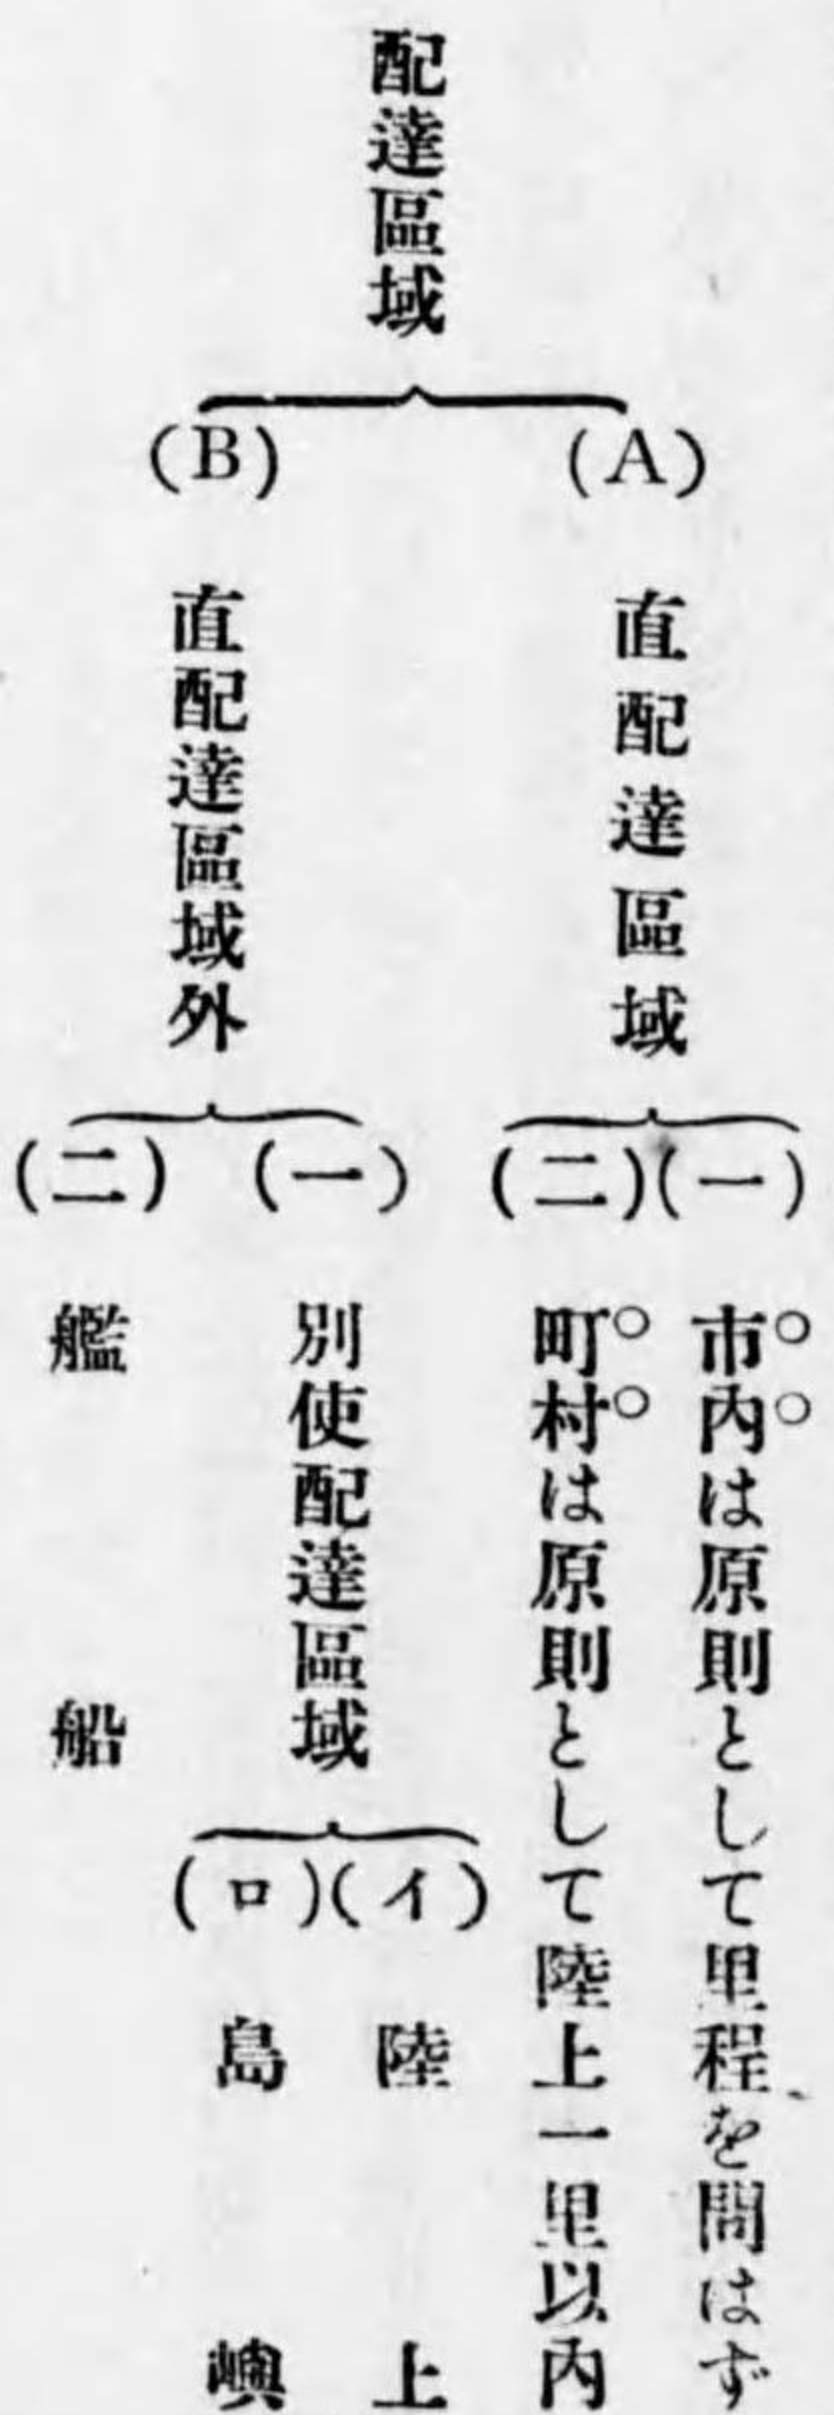 配達區域
(A) 直配達區域
(一) 市內は原則として里程を問はず
(二) 町村は原則として陸上一里以內
(B) 直配達區域外
(一) 別使配達區域
(イ) 陸上
(ロ) 島嶼
(二) 艦船